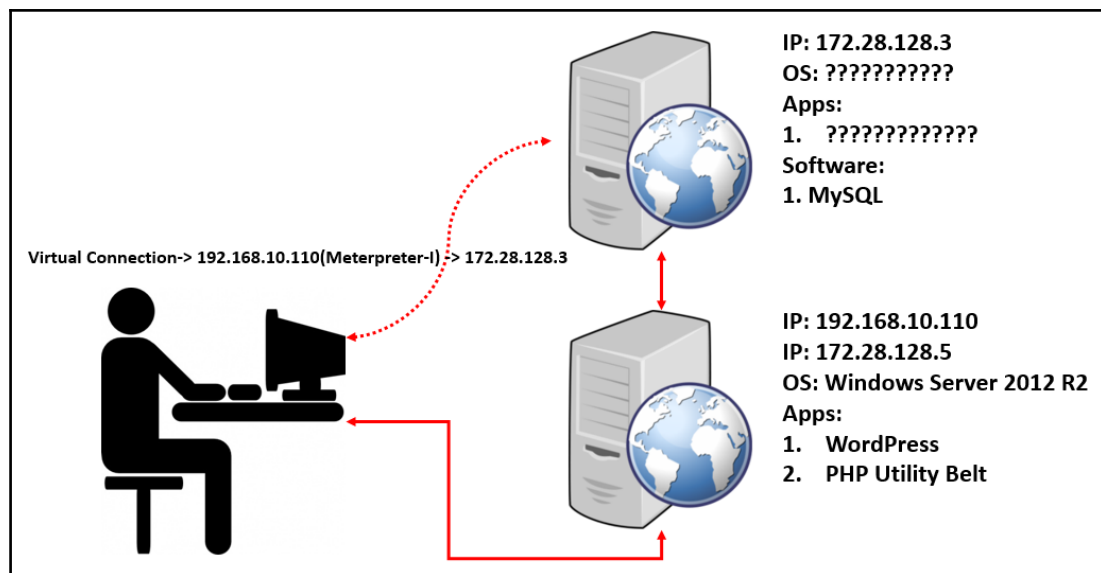 IP: 172.28.128.3
OS: ???????????
Apps:
1. ?????????????
Software:
1. MySQL
Virtual Connection-> 192.168.10.110(Meterpreter-I) -> 172.28.128.3
IP: 192.168.10.110
IP: 172.28.128.5
OS: Windows Server 2012 R2
Apps:
1. WordPress
2. PHP Utility Belt